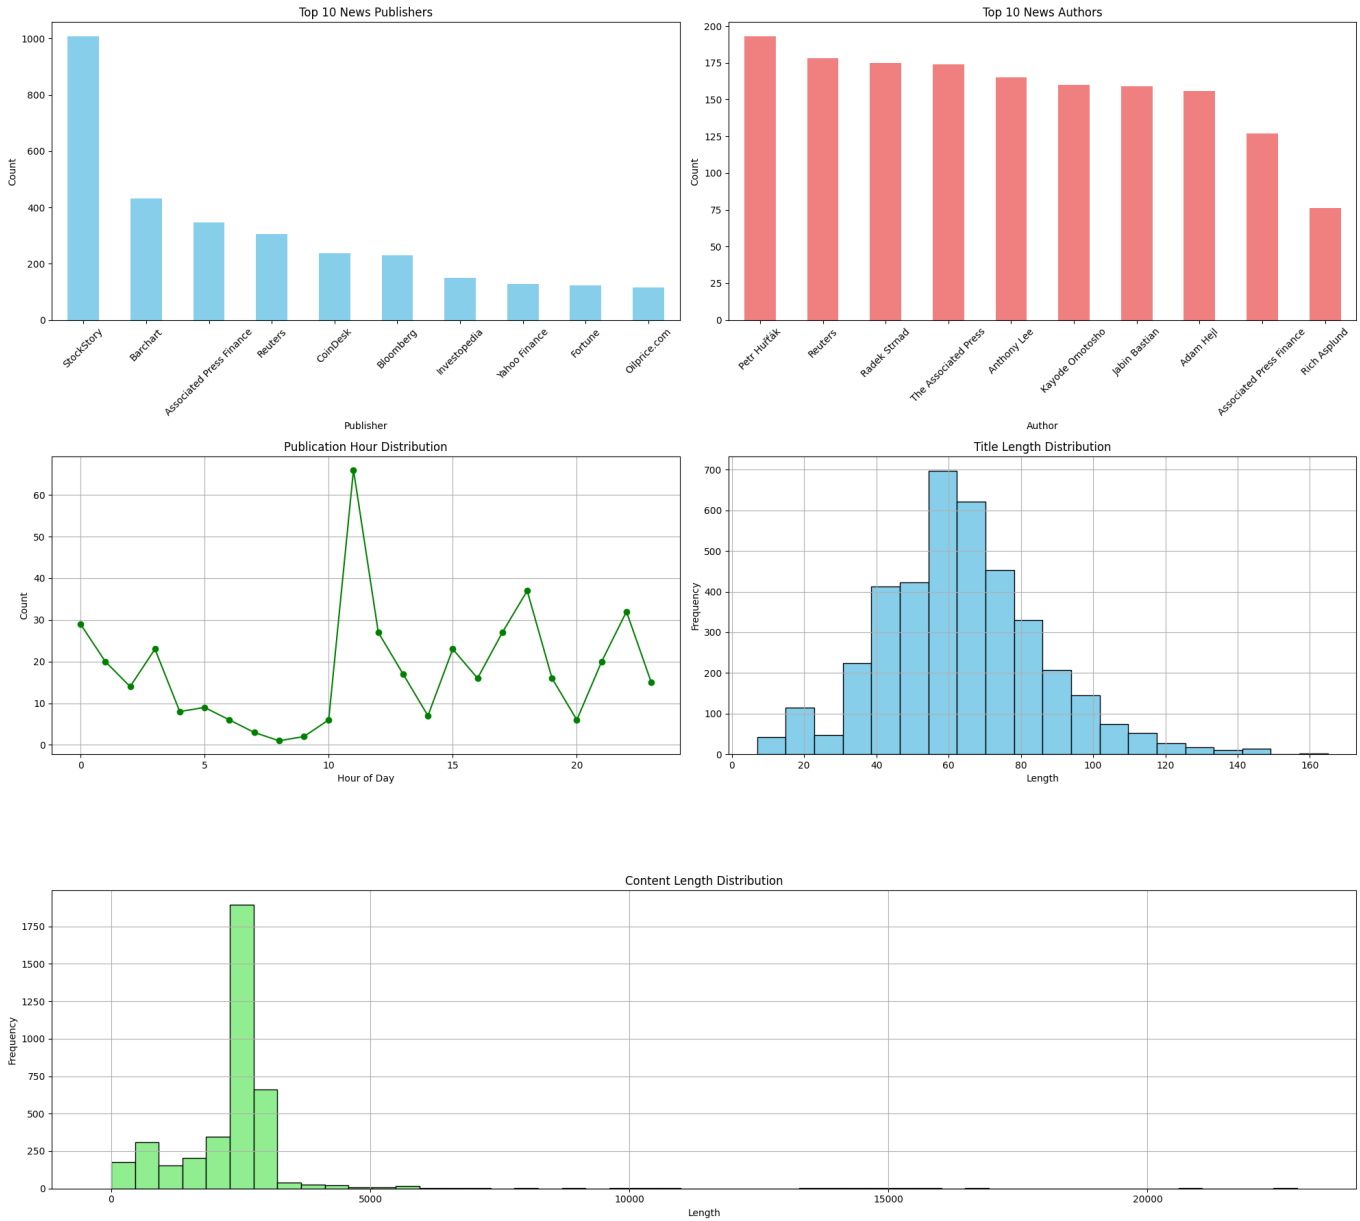 Top 10 News Publishers
1000
800
600
400
200
0
Count
StockStory
Barchart
Associated Press Finance
Reuters
CoinDesk
Bloomberg
Investopedia
Yahoo Finance
Fortune
Oilprice.com
Publisher
Top 10 News Authors
200
175
150
125
100
75
50
25
0
Count
Petr Huřťák
Reuters
Radek Strnad
The Associated Press
Anthony Lee
Kayode Omotosho
Jabin Bastian
Adam Hejl
Associated Press Finance
Rich Asplund
Author
Publication Hour Distribution
60
50
40
30
20
10
0
Count
0 5 10 15 20
Hour of Day
Title Length Distribution
700
600
500
400
300
200
100
0
Frequency
0 20 40 60 80 100 120 140 160
Length
Content Length Distribution
1750
1500
1250
1000
750
500
250
0
Frequency
0 5000 10000 15000 20000
Length